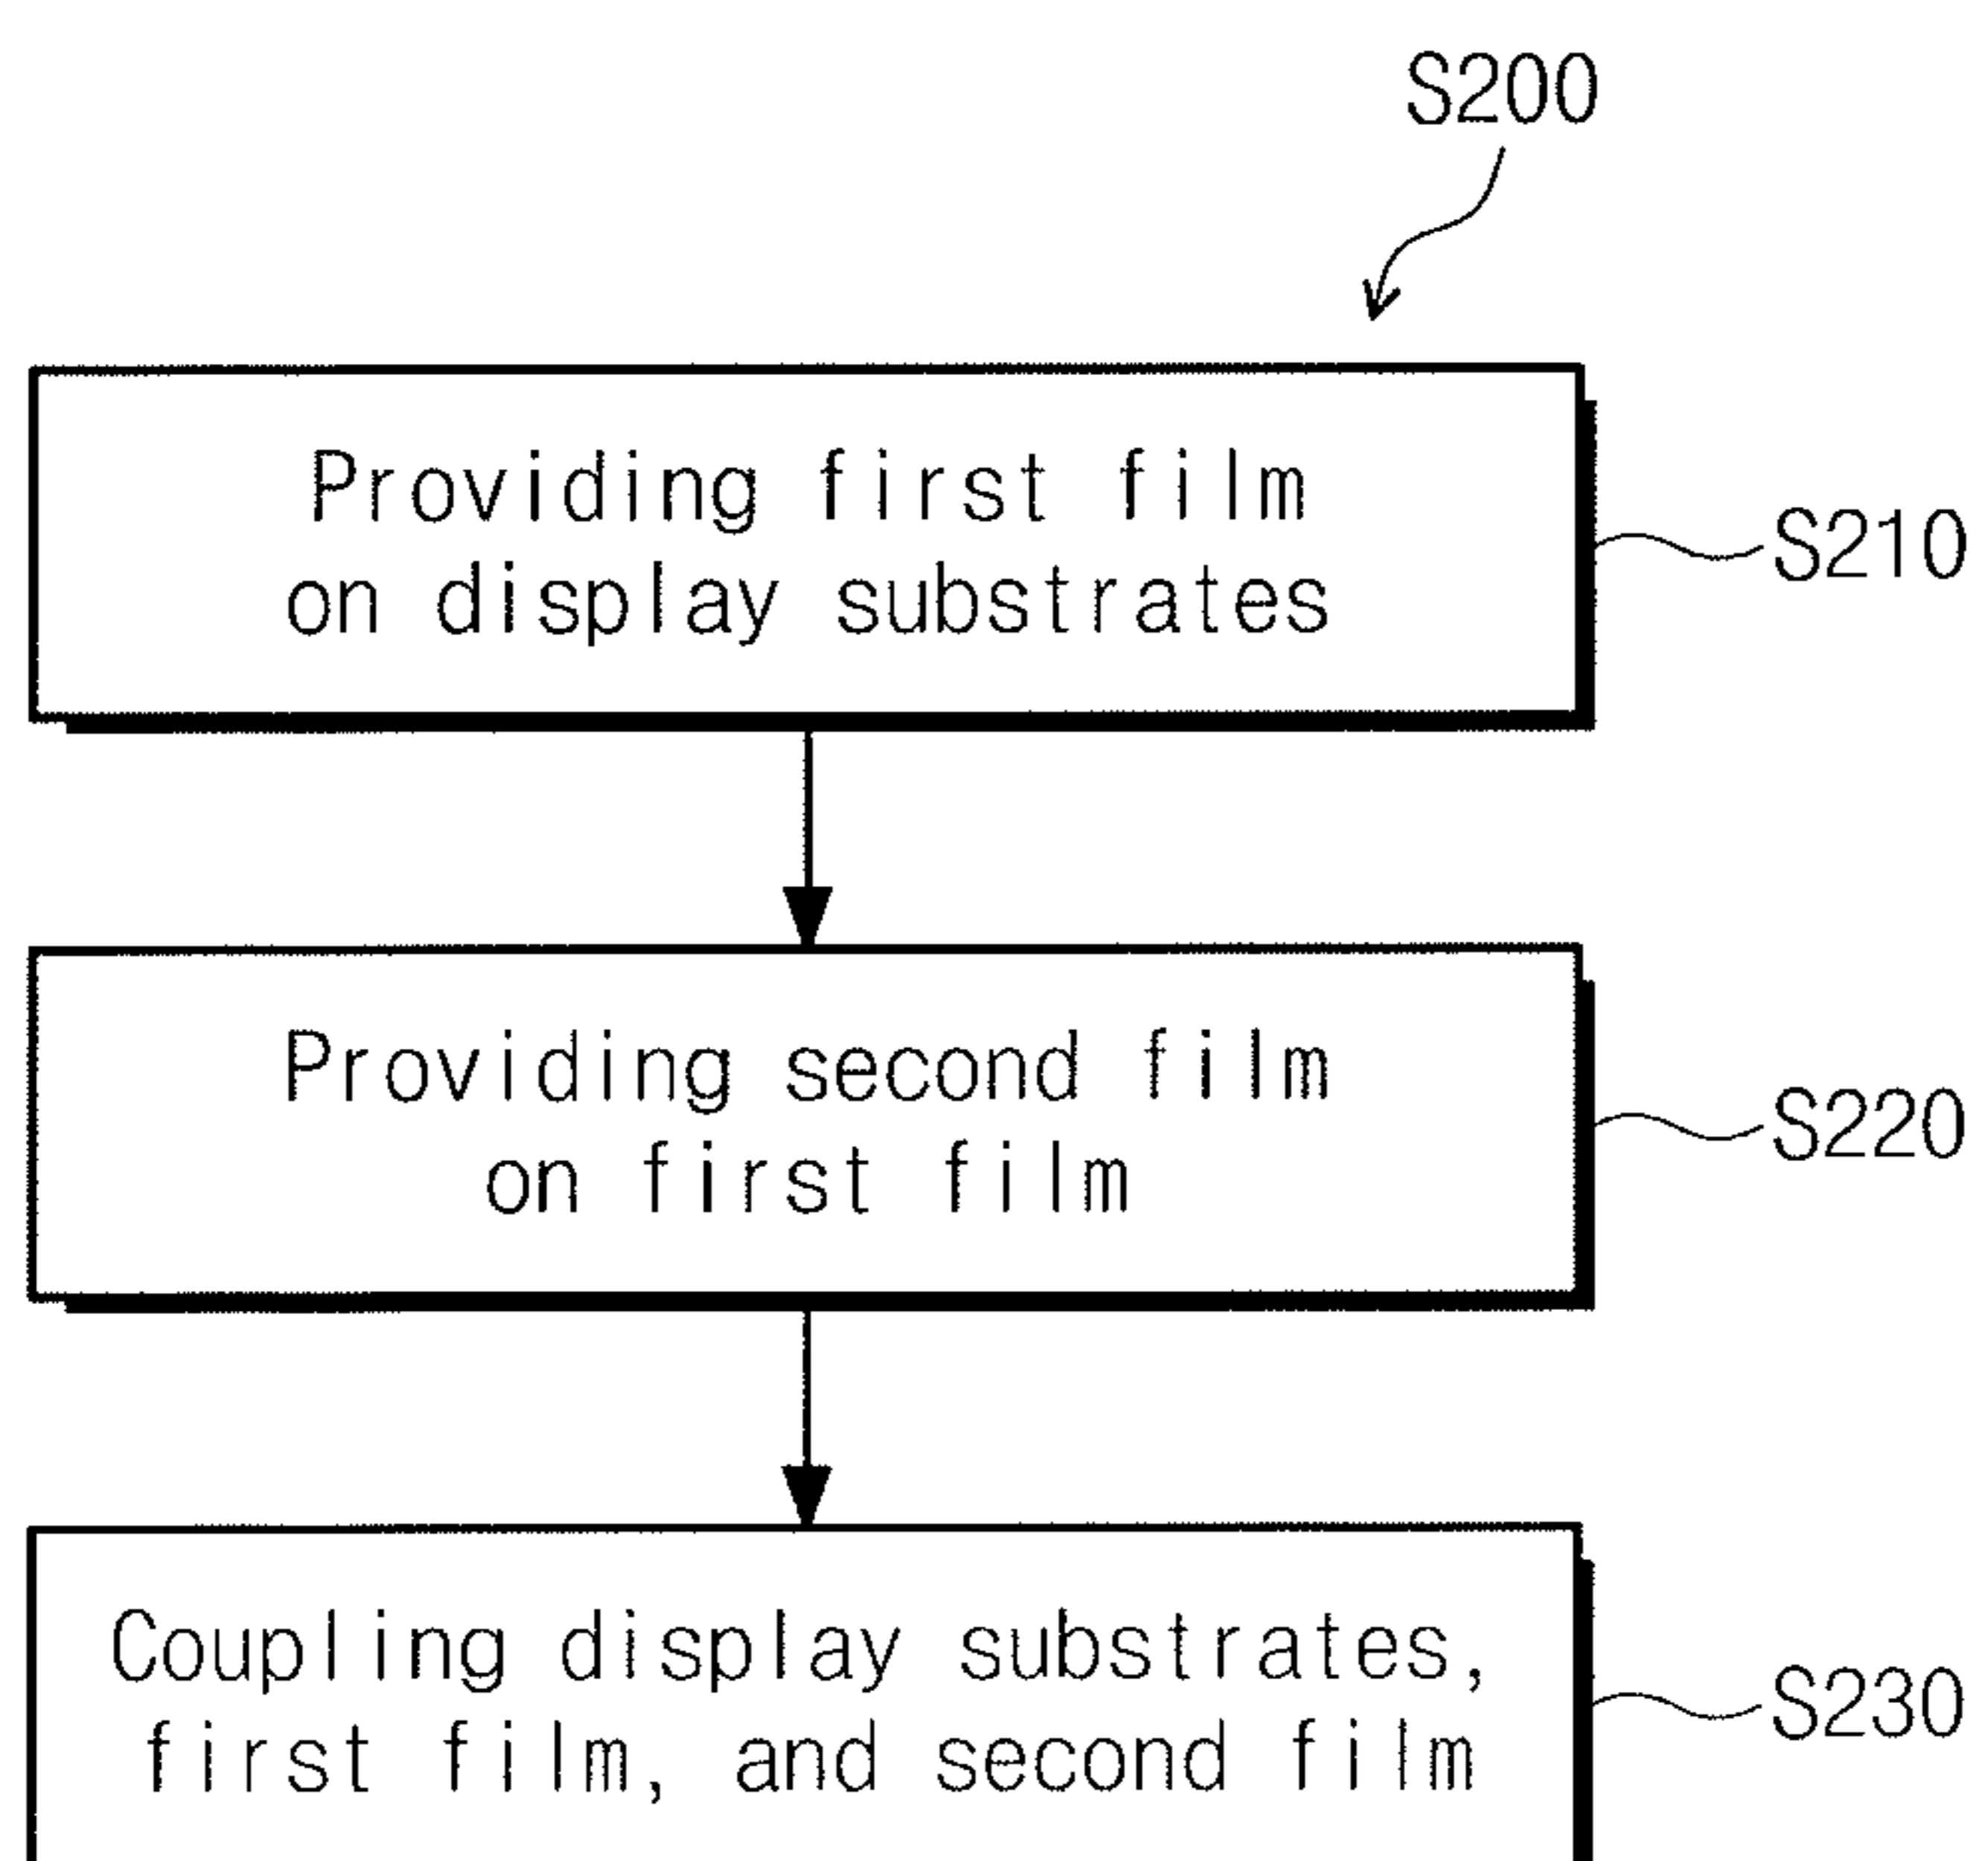 S200
Providing first film
on display substrates
S210
Providing second film
on first film
S220
Coupling display substrates,
first film, and second film
S230